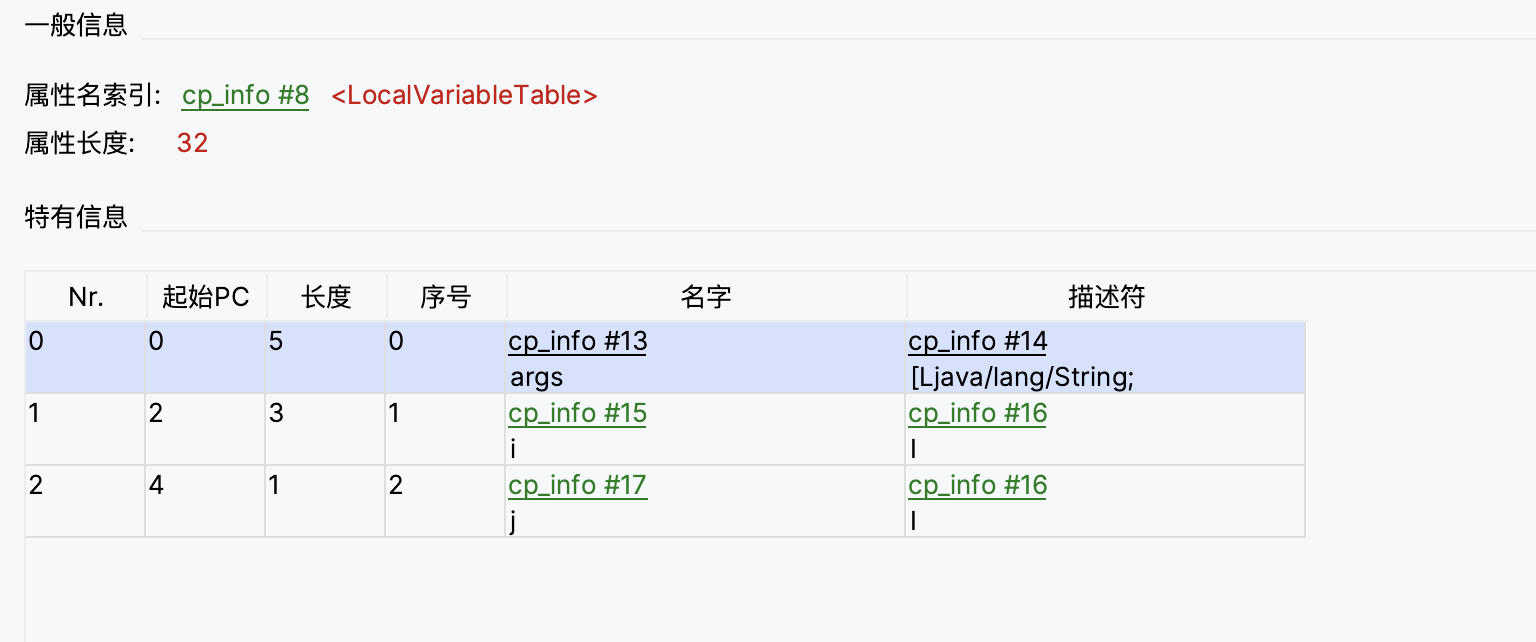 一般信息
属性名索引: cp_info #8 <LocalVariableTable>
属性长度: 32
特有信息
Nr. 起始PC 长度 序号 名字 描述符
0 0 5 0 cp_info #13 cp_info #14
args [Ljava/lang/String;
1 2 3 1 cp_info #15 cp_info #16
i I
2 4 1 2 cp_info #17 cp_info #16
j I